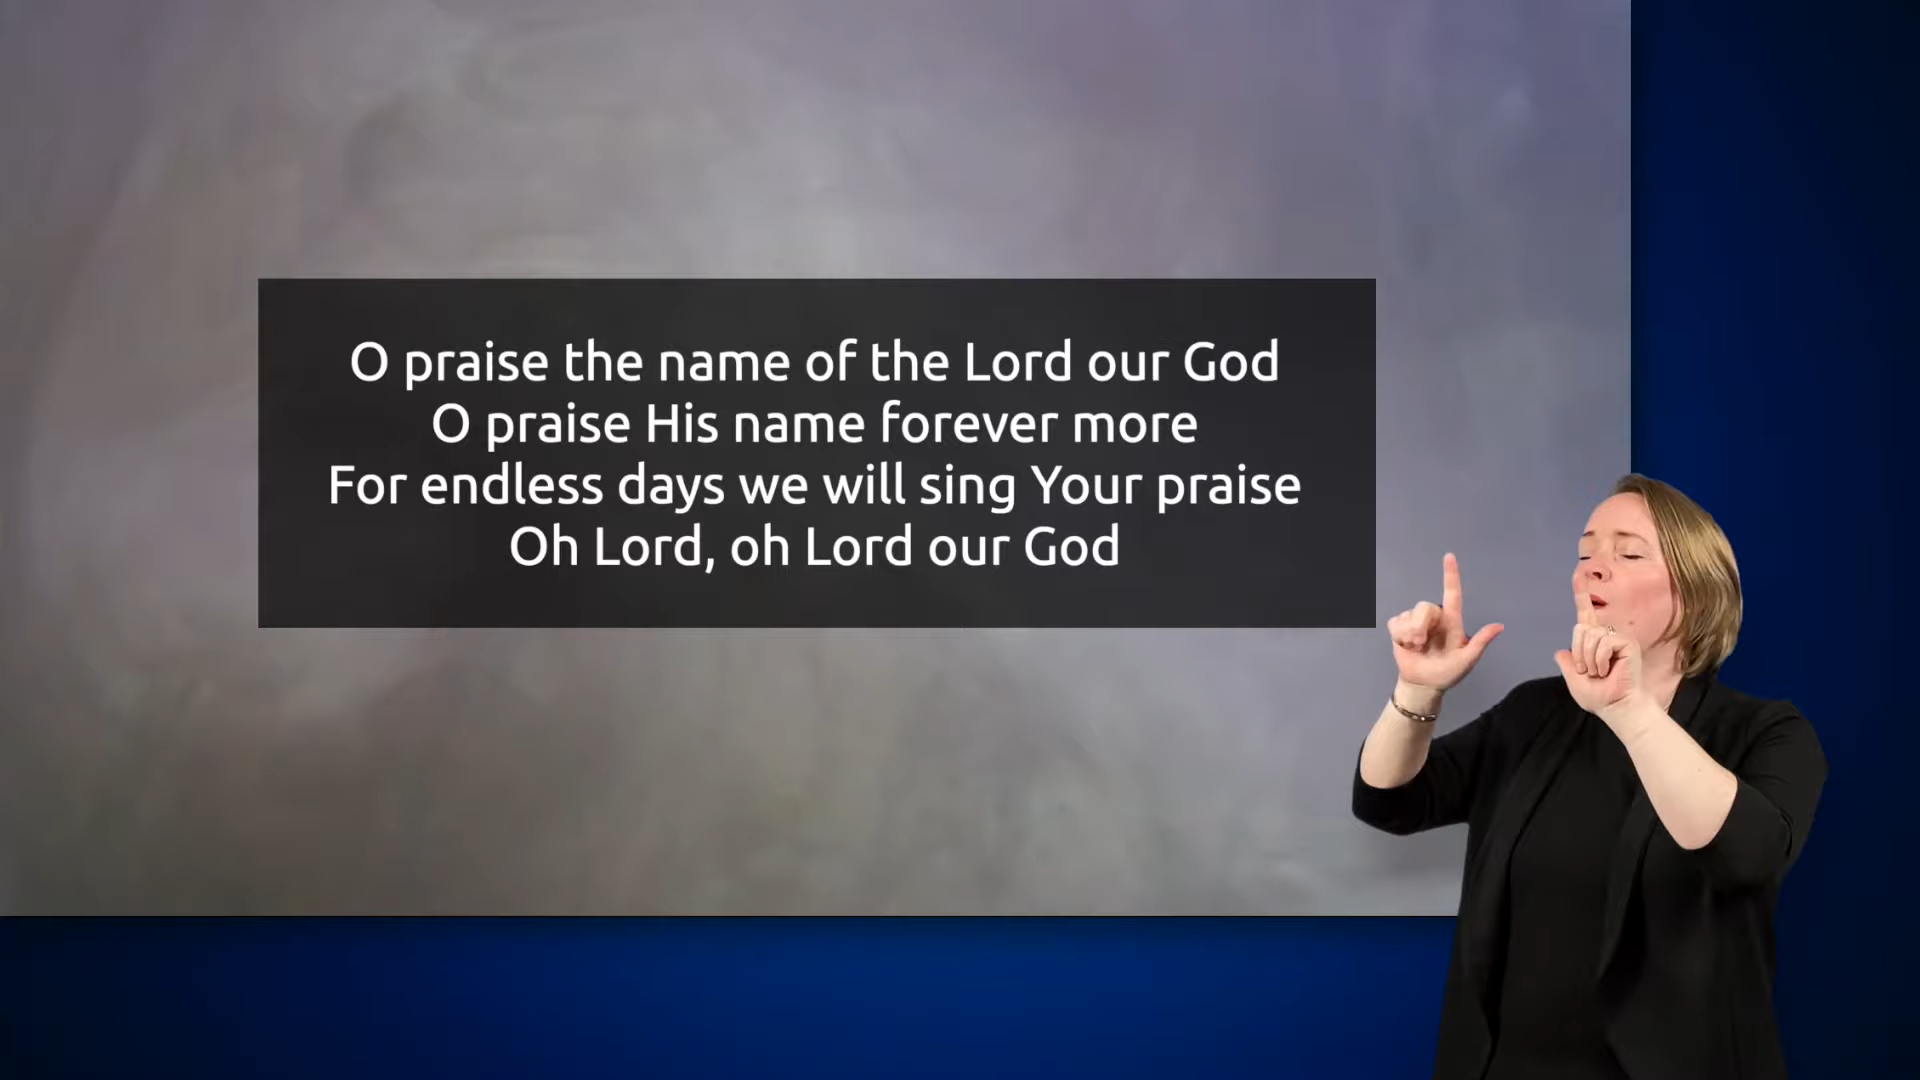 O praise the name of the Lord our God
O praise His name forever more
For endless days we will sing Your praise
Oh Lord, oh Lord our God